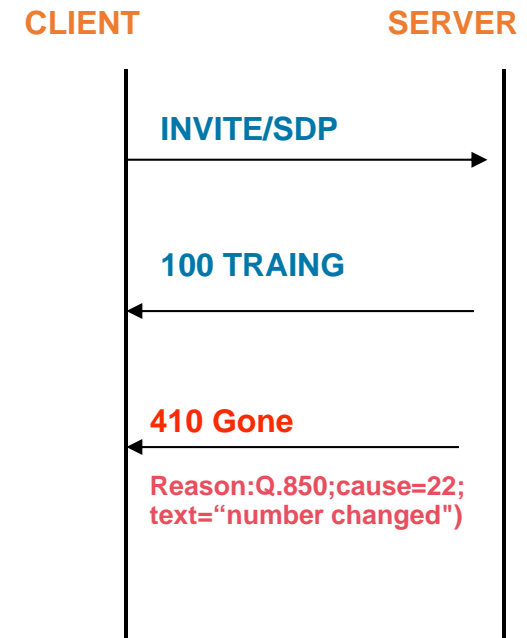 CLIENT
SERVER
INVITE/SDP
100 TRAING
410 Gone
Reason:Q.850;cause=22;
text=“number changed")